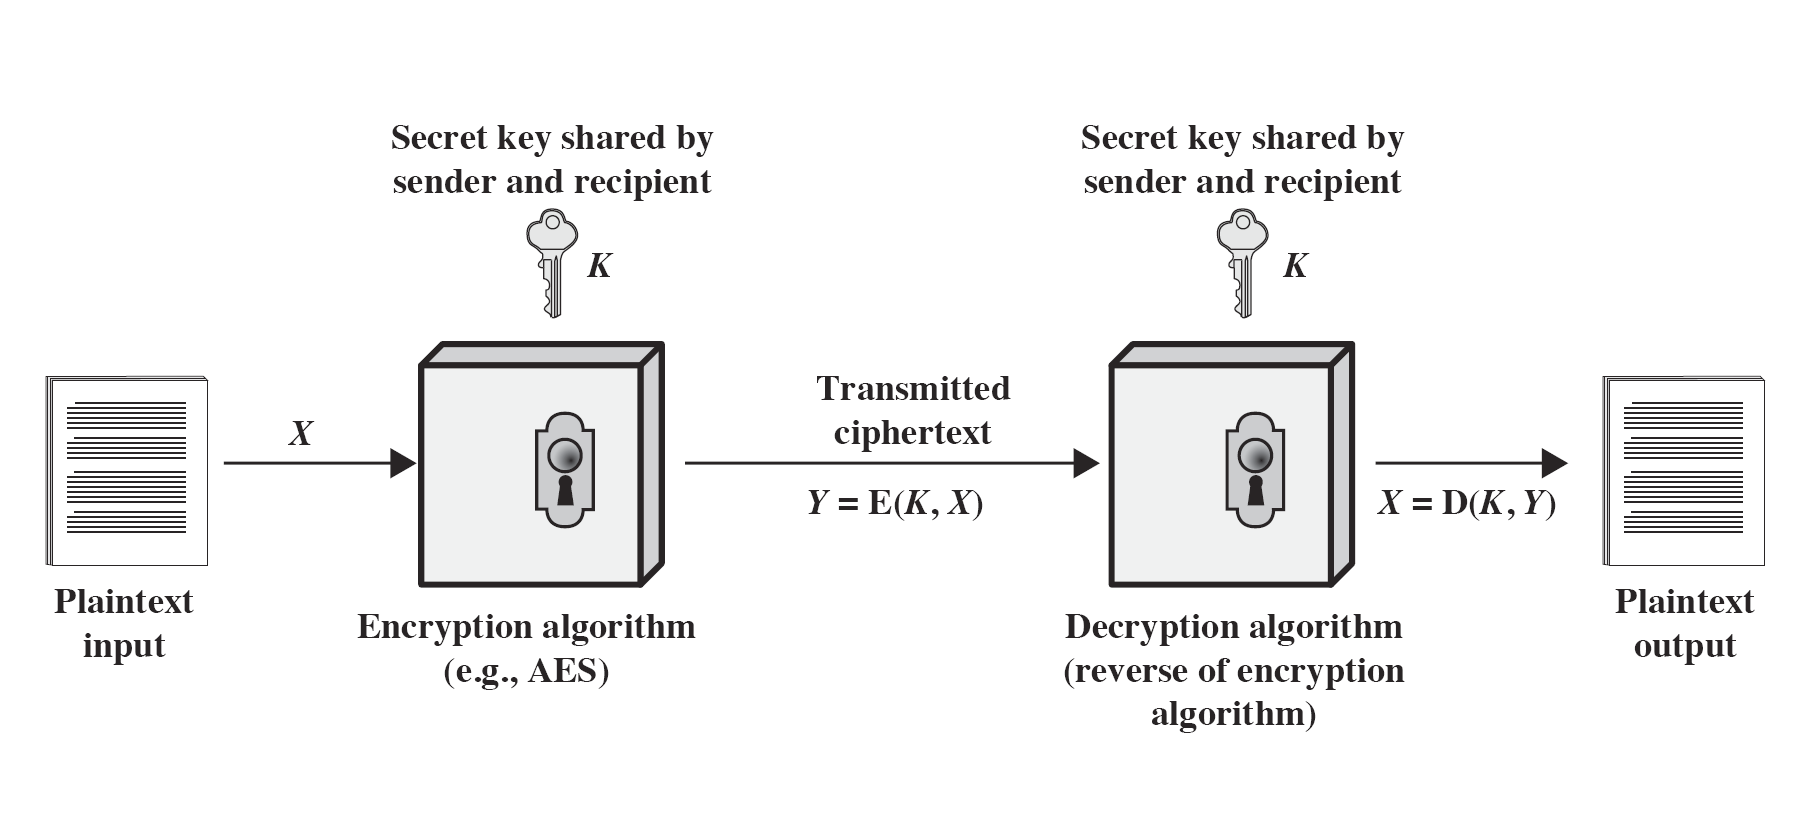 Secret key shared by
sender and recipient
K
Secret key shared by
sender and recipient
K
Plaintext
input
X
Encryption algorithm
(e.g., AES)
Transmitted
ciphertext
Y = E(K, X)
Decryption algorithm
(reverse of encryption
algorithm)
X = D(K, Y)
Plaintext
output